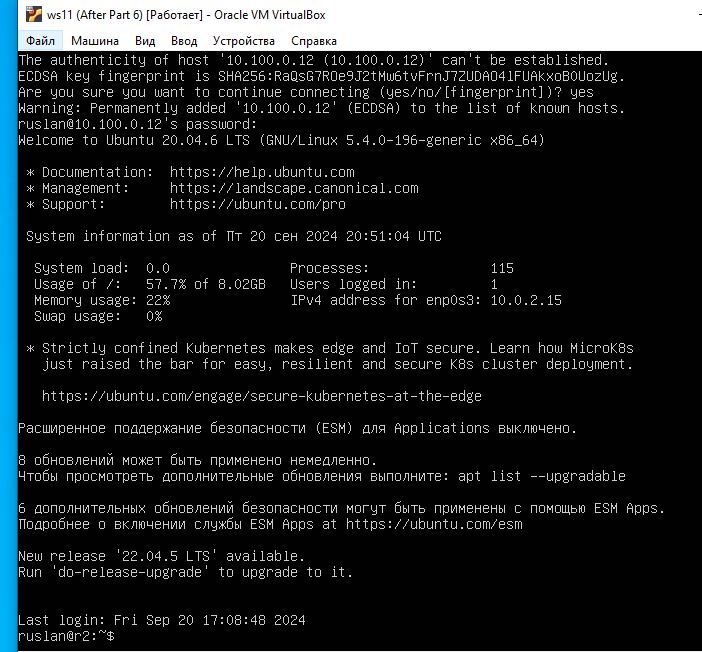 ws11 (After Part 6) [Работает] - Oracle VM VirtualBox
Файл Машина Вид Ввод Устройства Справка
The authenticity of host '10.100.0.12 (10.100.0.12)' can't be established.
ECDSA key fingerprint is SHA256:RaQsG7ROe9J2tMw6tvFrnJ7ZUDAO4lFUAkxoB0UozUg.
Are you sure you want to continue connecting (yes/no/[fingerprint])? yes
Warning: Permanently added '10.100.0.12' (ECDSA) to the list of known hosts.
ruslan@10.100.0.12's password:
Welcome to Ubuntu 20.04.6 LTS (GNU/Linux 5.4.0-196-generic x86_64)
* Documentation: https://help.ubuntu.com
* Management: https://landscape.canonical.com
* Support: https://ubuntu.com/pro
System information as of Пт 20 сен 2024 20:51:04 UTC
System load: 0.0 Processes: 115
Usage of /: 57.7% of 8.02GB Users logged in: 1
Memory usage: 22% IPv4 address for enp0s3: 10.0.2.15
Swap usage: 0%
* Strictly confined Kubernetes makes edge and IoT secure. Learn how MicroK8s
just raised the bar for easy, resilient and secure K8s cluster deployment.
https://ubuntu.com/engage/secure-kubernetes-at-the-edge
Расширенное поддержание безопасности (ESM) для Applications выключено.
8 обновлений может быть применено немедленно.
Чтобы просмотреть дополнительные обновления выполните: apt list --upgradable
6 дополнительных обновлений безопасности могут быть применены с помощью ESM Apps.
Подробнее о включении службы ESM Apps at https://ubuntu.com/esm
New release '22.04.5 LTS' available.
Run 'do-release-upgrade' to upgrade to it.
Last login: Fri Sep 20 17:08:48 2024
ruslan@r2:~$